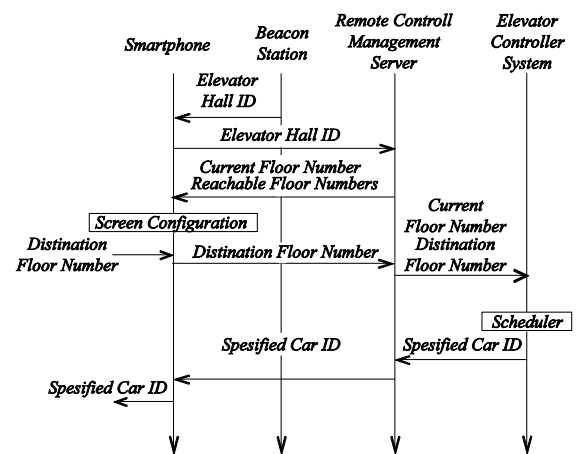 Smartphone
Beacon
Station
Remote Controll
Management
Server
Elevator
Controller
System
Elevator
Hall ID
Elevator Hall ID
Current Floor Number
Reachable Floor Numbers
Screen Configuration
Distination
Floor Number
Distination Floor Number
Current
Floor Number
Distination
Floor Number
Scheduler
Spesified Car ID
Spesified Car ID
Spesified Car ID